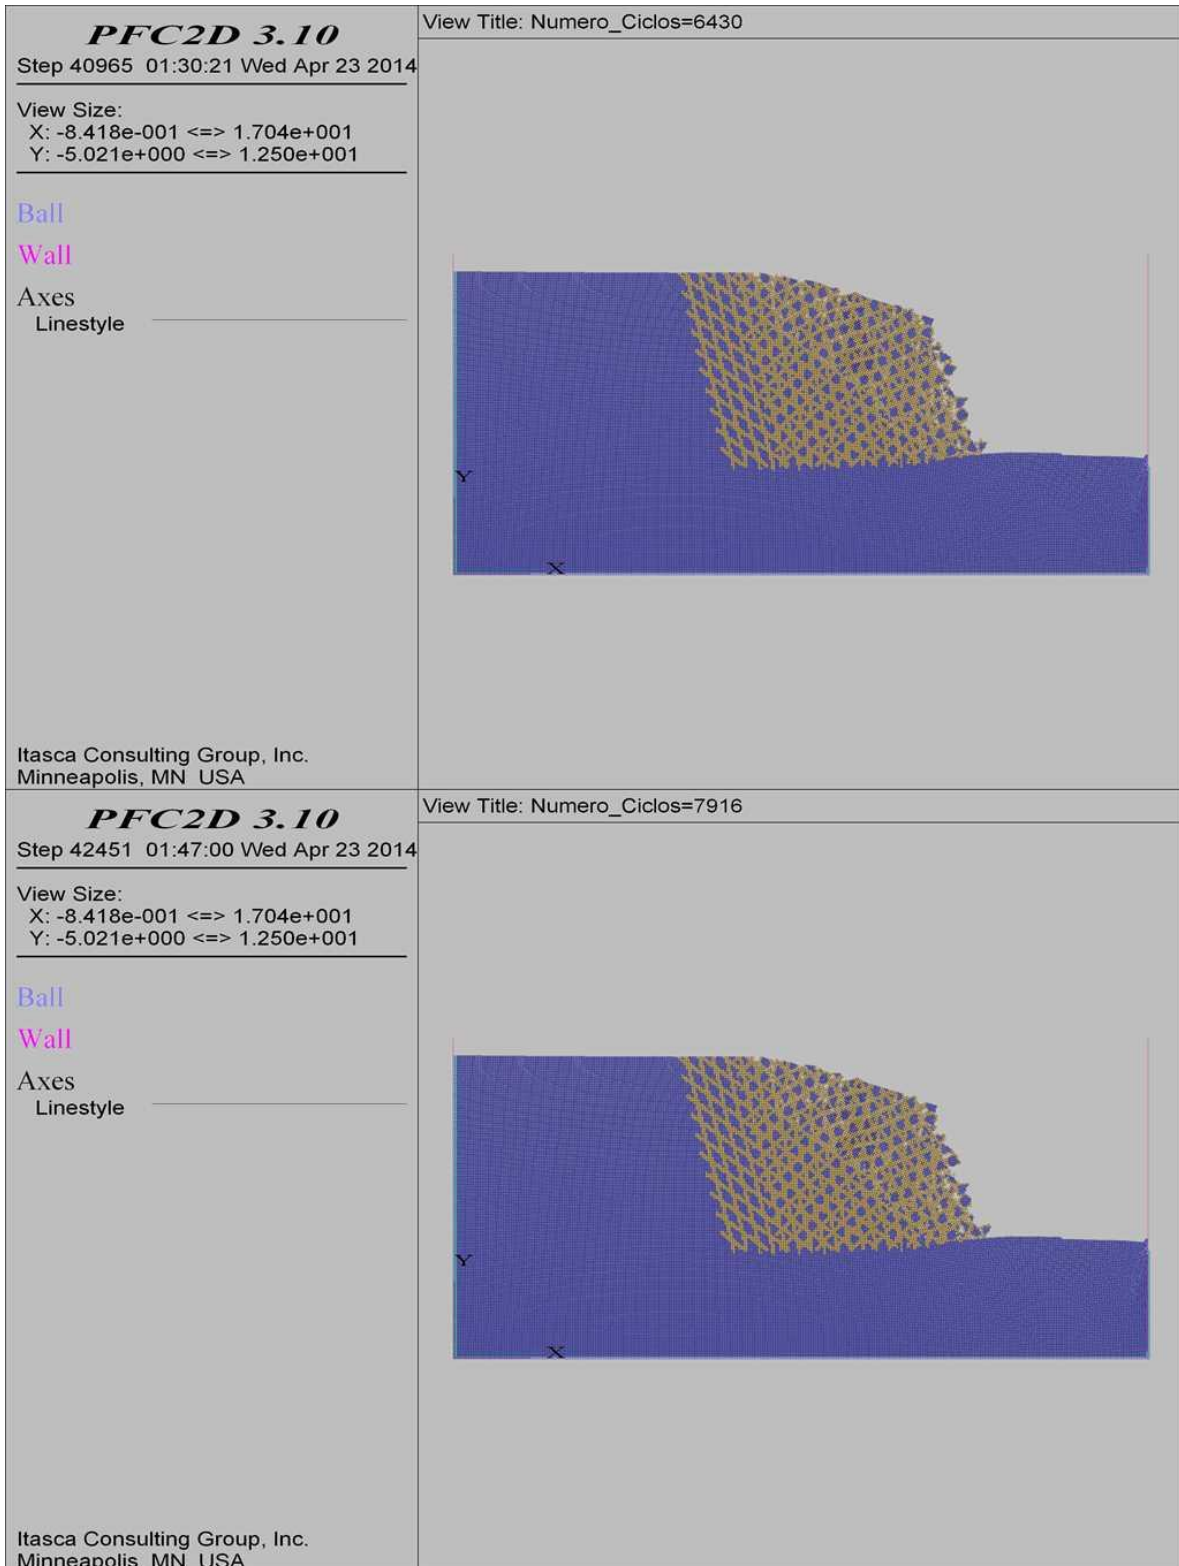 PFC2D 3.10
Step 40965 01:30:21 Wed Apr 23 2014
View Size:
X: -8.418e-001 <=> 1.704e+001
Y: -5.021e+000 <=> 1.250e+001
Ball
Wall
Axes
Linestyle
Itasca Consulting Group, Inc.
Minneapolis, MN USA
View Title: Numero_Ciclos=6430
Y
X
PFC2D 3.10
Step 42451 01:47:00 Wed Apr 23 2014
View Size:
X: -8.418e-001 <=> 1.704e+001
Y: -5.021e+000 <=> 1.250e+001
Ball
Wall
Axes
Linestyle
Itasca Consulting Group, Inc.
Minneapolis, MN USA
View Title: Numero_Ciclos=7916
Y
X